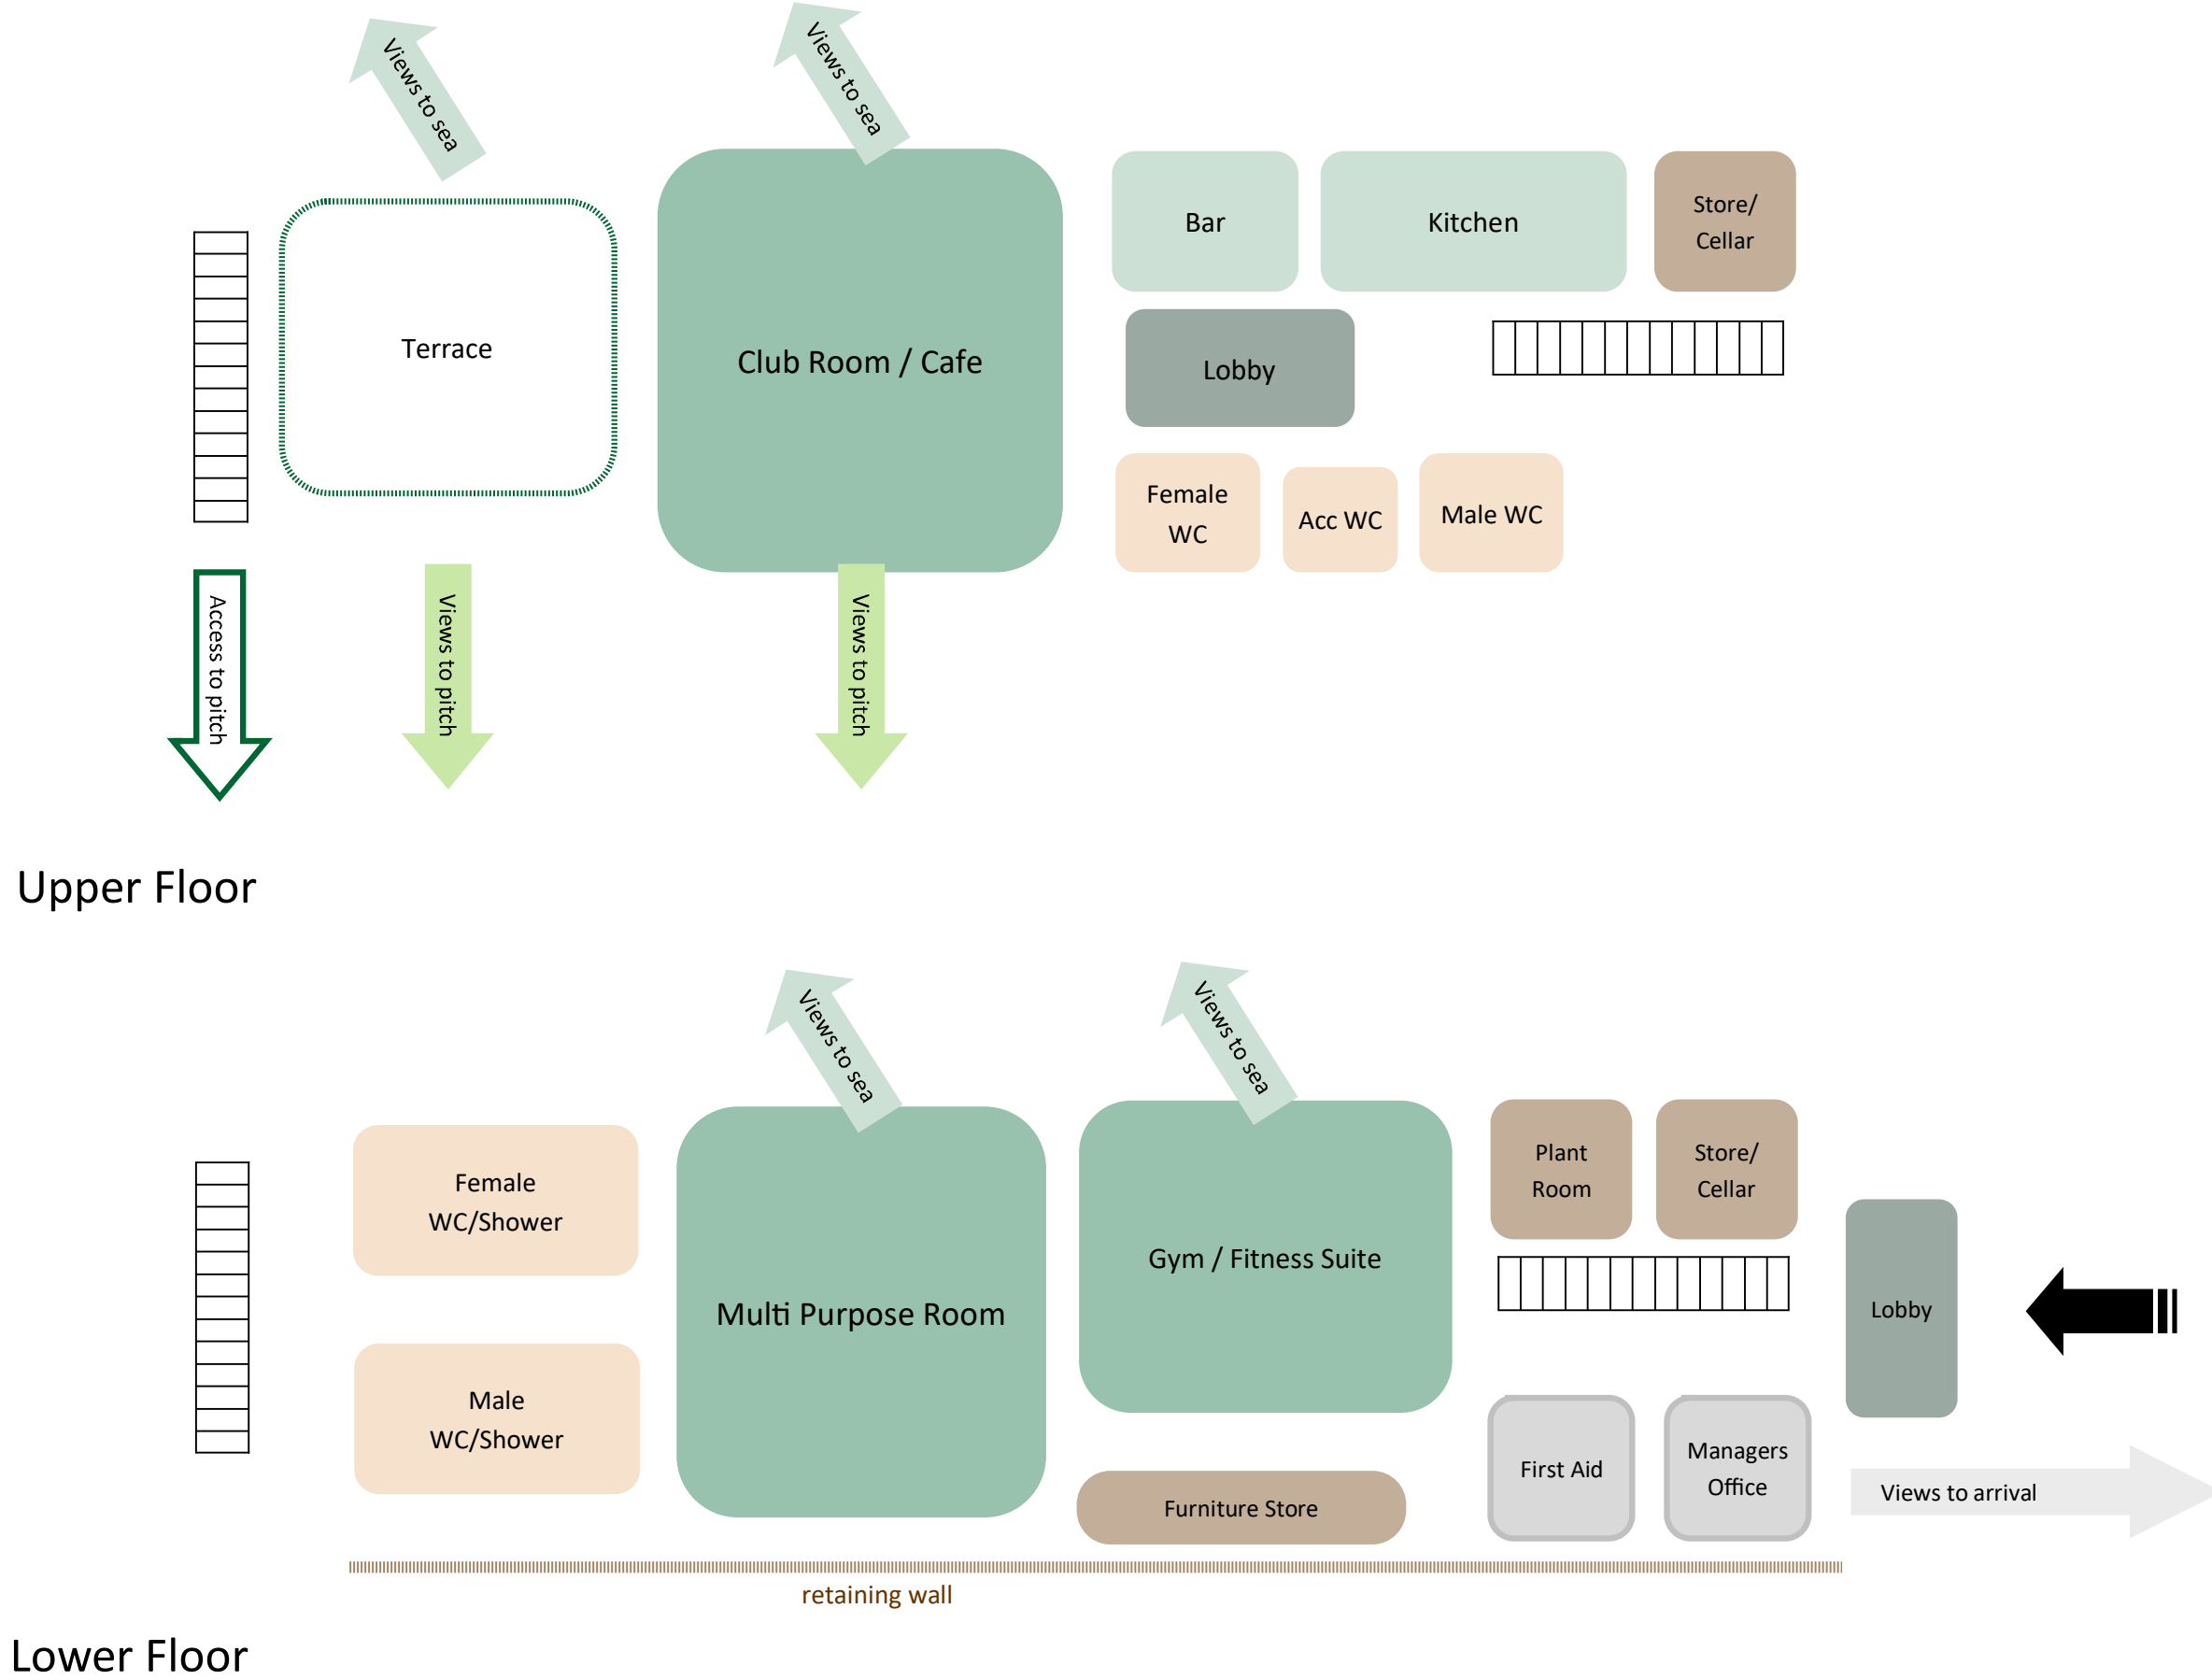 Views to sea
Views to sea
Bar
Kitchen
Store/
Cellar
Terrace
Club Room / Cafe
Lobby
Female
WC
Acc WC
Male WC
Access to pitch
Views to pitch
Views to pitch
Upper Floor
Views to sea
Views to sea
Female
WC/Shower
Multi Purpose Room
Gym / Fitness Suite
Plant
Room
Store/
Cellar
Lobby
Male
WC/Shower
Furniture Store
First Aid
Managers
Office
Views to arrival
retaining wall
Lower Floor